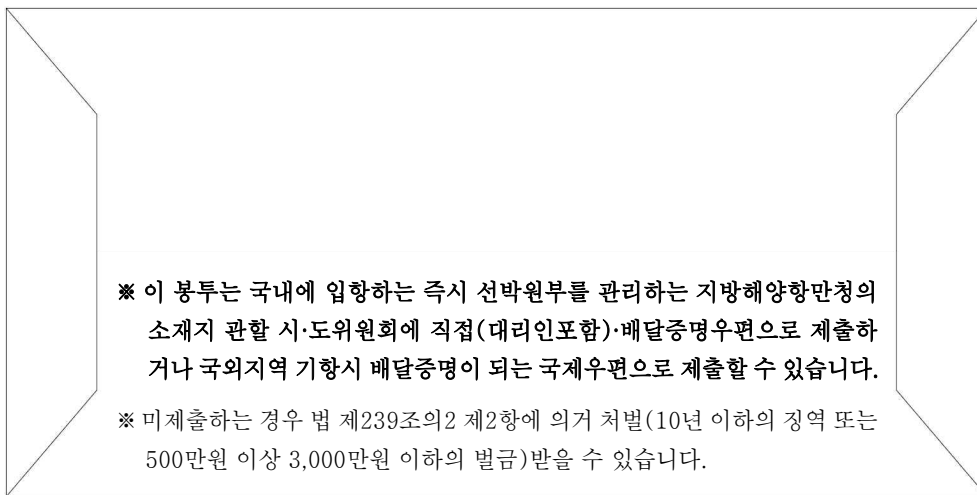 ※ 이 봉투는 국내에 입항하는 즉시 선박원부를 관리하는 지방해양항만청의
소재지 관할 시·도위원회에 직접(대리인포함)·배달증명우편으로 제출하
거나 국외지역 기항시 배달증명이 되는 국제우편으로 제출할 수 있습니다.
※ 미제출하는 경우 법 제239조의2 제2항에 의거 처벌(10년 이하의 징역 또는
500만원 이상 3,000만원 이하의 벌금)받을 수 있습니다.